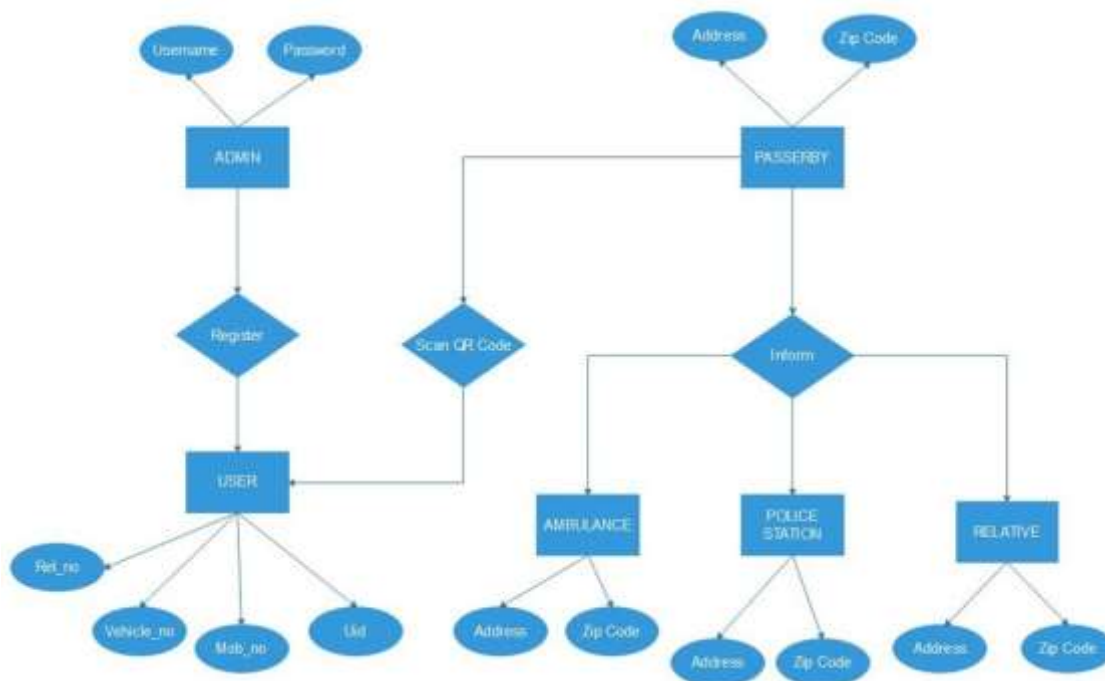 Username
Password
Address
Zip Code
ADMIN
PASSERBY
Register
Scan QR Code
Inform
USER
AMBULANCE
POLICE
STATION
RELATIVE
Rel_no
Vehicle_no
Mob_no
Uid
Address
Zip Code
Address
Zip Code
Address
Zip Code